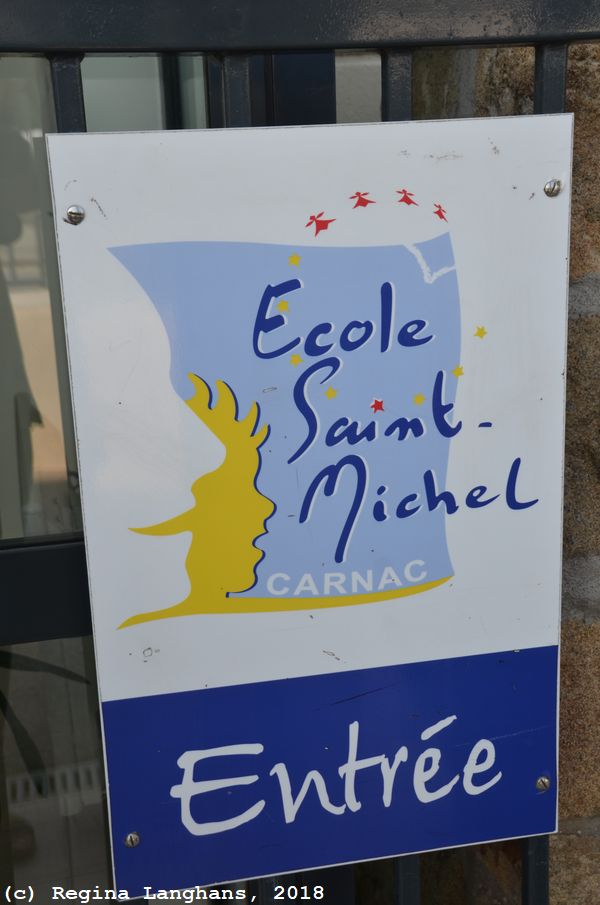 Ecole
Saint-
Michel
CARNAC
Entrée
(c) Regina Langhans, 2018